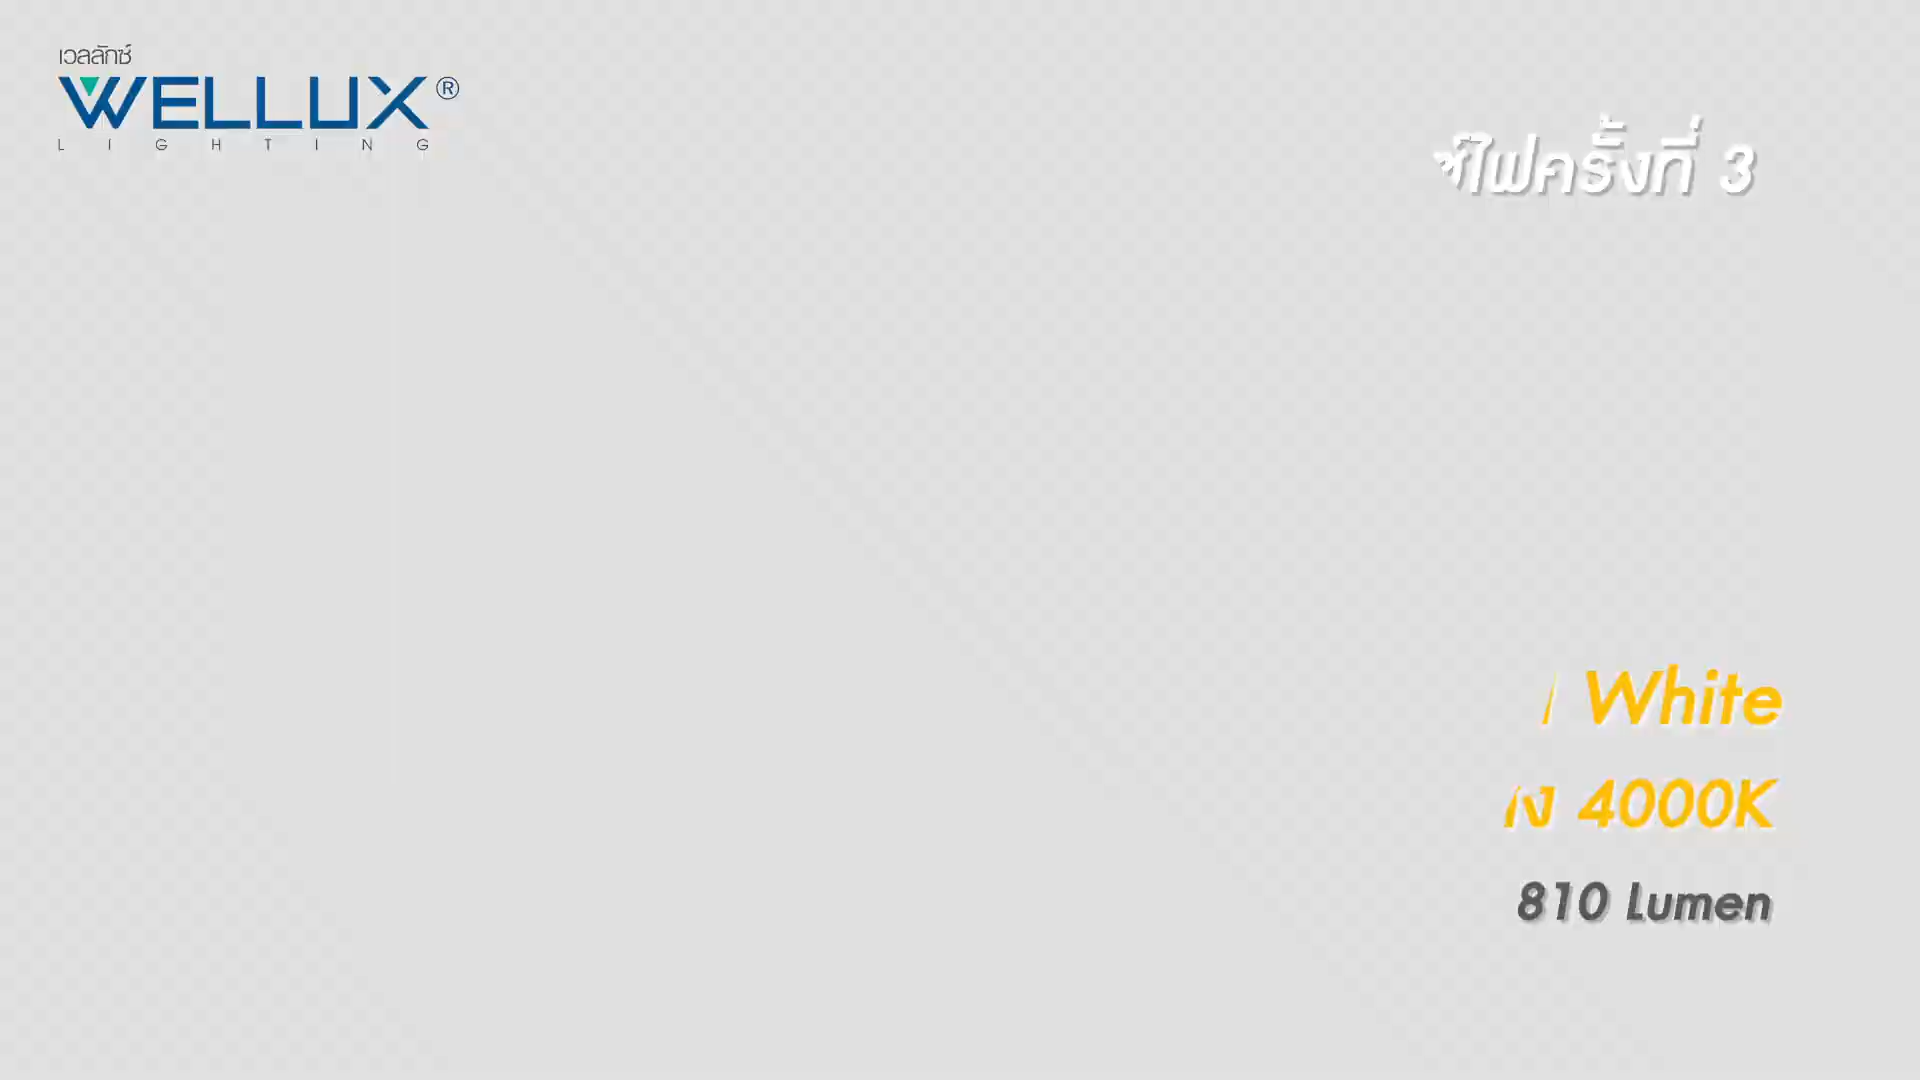 เวลลักซ์
WELLUX®
LIGHTING
ไฟครั้งที่ 3
White
4000K
810 Lumen